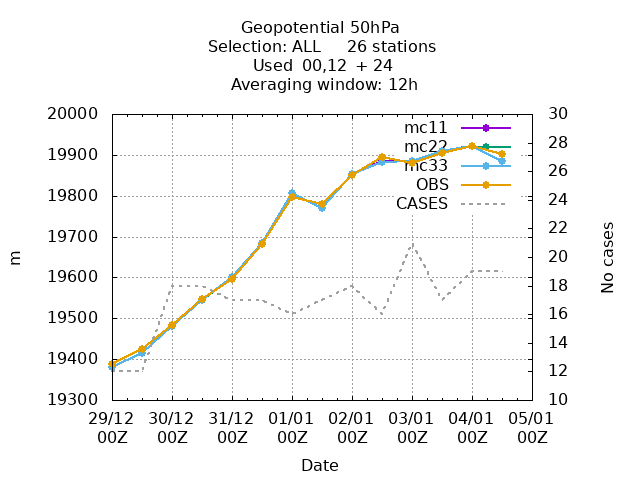 Geopotential 50hPa
Selection: ALL 26 stations
Used 00,12 + 24
Averaging window: 12h
20000
19900
19800
19700
19600
19500
19400
19300
m
30
28
26
24
22
20
18
16
14
12
10
No cases
mc11
mc22
mc33
OBS
CASES
29/12 30/12 31/12 01/01 02/01 03/01 04/01 05/01
00Z 00Z 00Z 00Z 00Z 00Z 00Z 00Z
Date